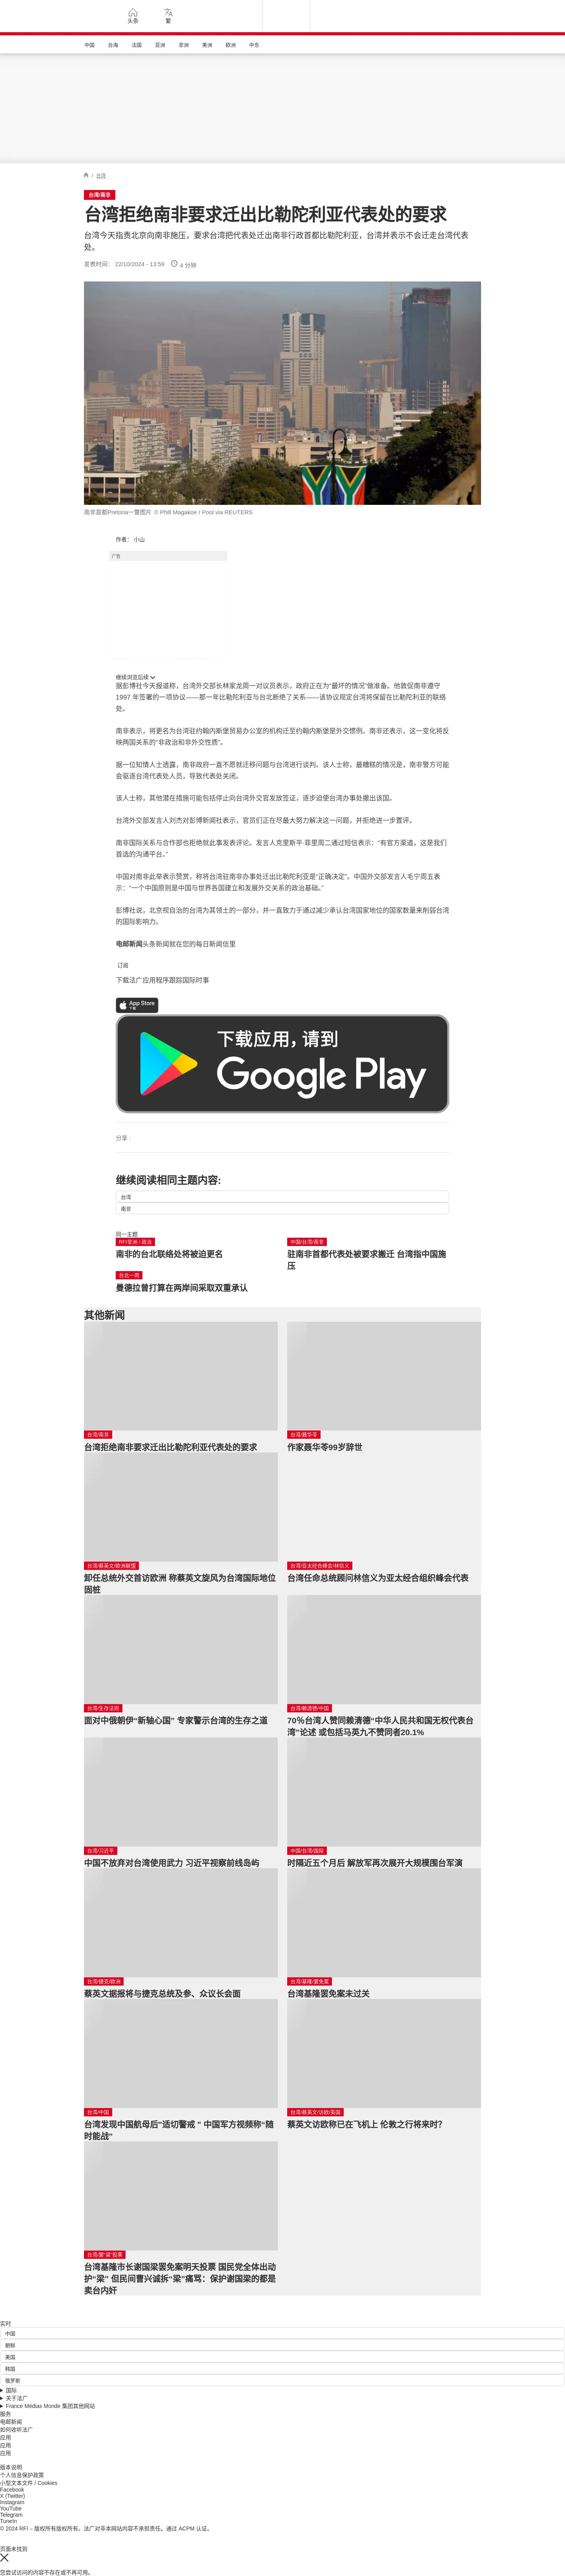 头条
繁
中国
台海
法国
亚洲
非洲
美洲
欧洲
中东
/ 台湾
台湾/南非
台湾拒绝南非要求迁出比勒陀利亚代表处的要求
台湾今天指责北京向南非施压，要求台湾把代表处迁出南非行政首都比勒陀利亚，台湾并表示不会迁走台湾代表
处。
发表时间： 22/10/2024 - 13:59
4 分钟
南非首都Pretoria一瞥图片 © Phill Magakoe / Pool via REUTERS
作者： 小山
广告
继续浏览后续
据彭博社今天报道称，台湾外交部长林家龙周一对议员表示，政府正在为“最坏的情况”做准备。他敦促南非遵守
1997 年签署的一项协议——那一年比勒陀利亚与台北断绝了关系——该协议规定台湾将保留在比勒陀利亚的联络
处。
南非表示，将更名为台湾驻约翰内斯堡贸易办公室的机构迁至约翰内斯堡是外交惯例。南非还表示，这一变化将反
映两国关系的“非政治和非外交性质”。
据一位知情人士透露，南非政府一直不愿就迁移问题与台湾进行谈判。该人士称，最糟糕的情况是，南非警方可能
会驱逐台湾代表处人员，导致代表处关闭。
该人士称，其他潜在措施可能包括停止向台湾外交官发放签证，逐步迫使台湾办事处撤出该国。
台湾外交部发言人刘杰对彭博新闻社表示，官员们正在尽最大努力解决这一问题，并拒绝进一步置评。
南非国际关系与合作部也拒绝就此事发表评论。发言人克里斯平·菲里周二通过短信表示：“有官方渠道，这是我们
首选的沟通平台。”
中国对南非此举表示赞赏，称将台湾驻南非办事处迁出比勒陀利亚是“正确决定”。中国外交部发言人毛宁周五表
示：“一个中国原则是中国与世界各国建立和发展外交关系的政治基础。”
彭博社说，北京视自治的台湾为其领土的一部分，并一直致力于通过减少承认台湾国家地位的国家数量来削弱台湾
的国际影响力。
电邮新闻头条新闻就在您的每日新闻信里
订阅
下载法广应用程序跟踪国际时事
App Store
下载
下载应用，请到
Google Play
分享 :
继续阅读相同主题内容:
台湾
南非
同一主题
RFI非洲 / 政治
南非的台北联络处将被迫更名
中国/台湾/南非
驻南非首都代表处被要求搬迁 台湾指中国施
压
台北一周
曼德拉曾打算在两岸间采取双重承认
其他新闻
台湾/南非
台湾拒绝南非要求迁出比勒陀利亚代表处的要求
台湾/聂华苓
作家聂华苓99岁辞世
台湾/蔡英文/欧洲联盟
卸任总统外交首访欧洲 称蔡英文旋风为台湾国际地位
固桩
台湾/亚太经合峰会/林信义
台湾任命总统顾问林信义为亚太经合组织峰会代表
台湾/生存议则
面对中俄朝伊“新轴心国” 专家警示台湾的生存之道
台湾/赖清德/中国
70%台湾人赞同赖清德“中华人民共和国无权代表台
湾”论述 或包括马英九不赞同者20.1%
台湾/习近平
中国不放弃对台湾使用武力 习近平视察前线岛屿
中国/台湾/国际
时隔近五个月后 解放军再次展开大规模围台军演
台湾/捷克/欧洲
蔡英文据报将与捷克总统及参、众议长会面
台湾/基隆/罢免案
台湾基隆罢免案未过关
台湾/中国
台湾发现中国航母后"适切警戒 " 中国军方视频称“随
时能战”
台湾/蔡英文/访欧/英国
蔡英文访欧称已在飞机上 伦敦之行将来时？
台湾/罢“梁”投票
台湾基隆市长谢国梁罢免案明天投票 国民党全体出动
护“梁” 但民间曹兴诚拆“梁”痛骂：保护谢国梁的都是
卖台内奸
实时
中国
朝鲜
美国
韩国
俄罗斯
国际
关于法广
France Médias Monde 集团其他网站
服务
电邮新闻
如何收听法广
应用
应用
应用
版本说明
个人信息保护政策
小型文本文件 / Cookies
Facebook
X (Twitter)
Instagram
YouTube
Telegram
TuneIn
© 2024 RFI – 版权所有版权所有。法广对非本网站内容不承担责任。通过 ACPM 认证。
页面未找到
您尝试访问的内容不存在或不再可用。